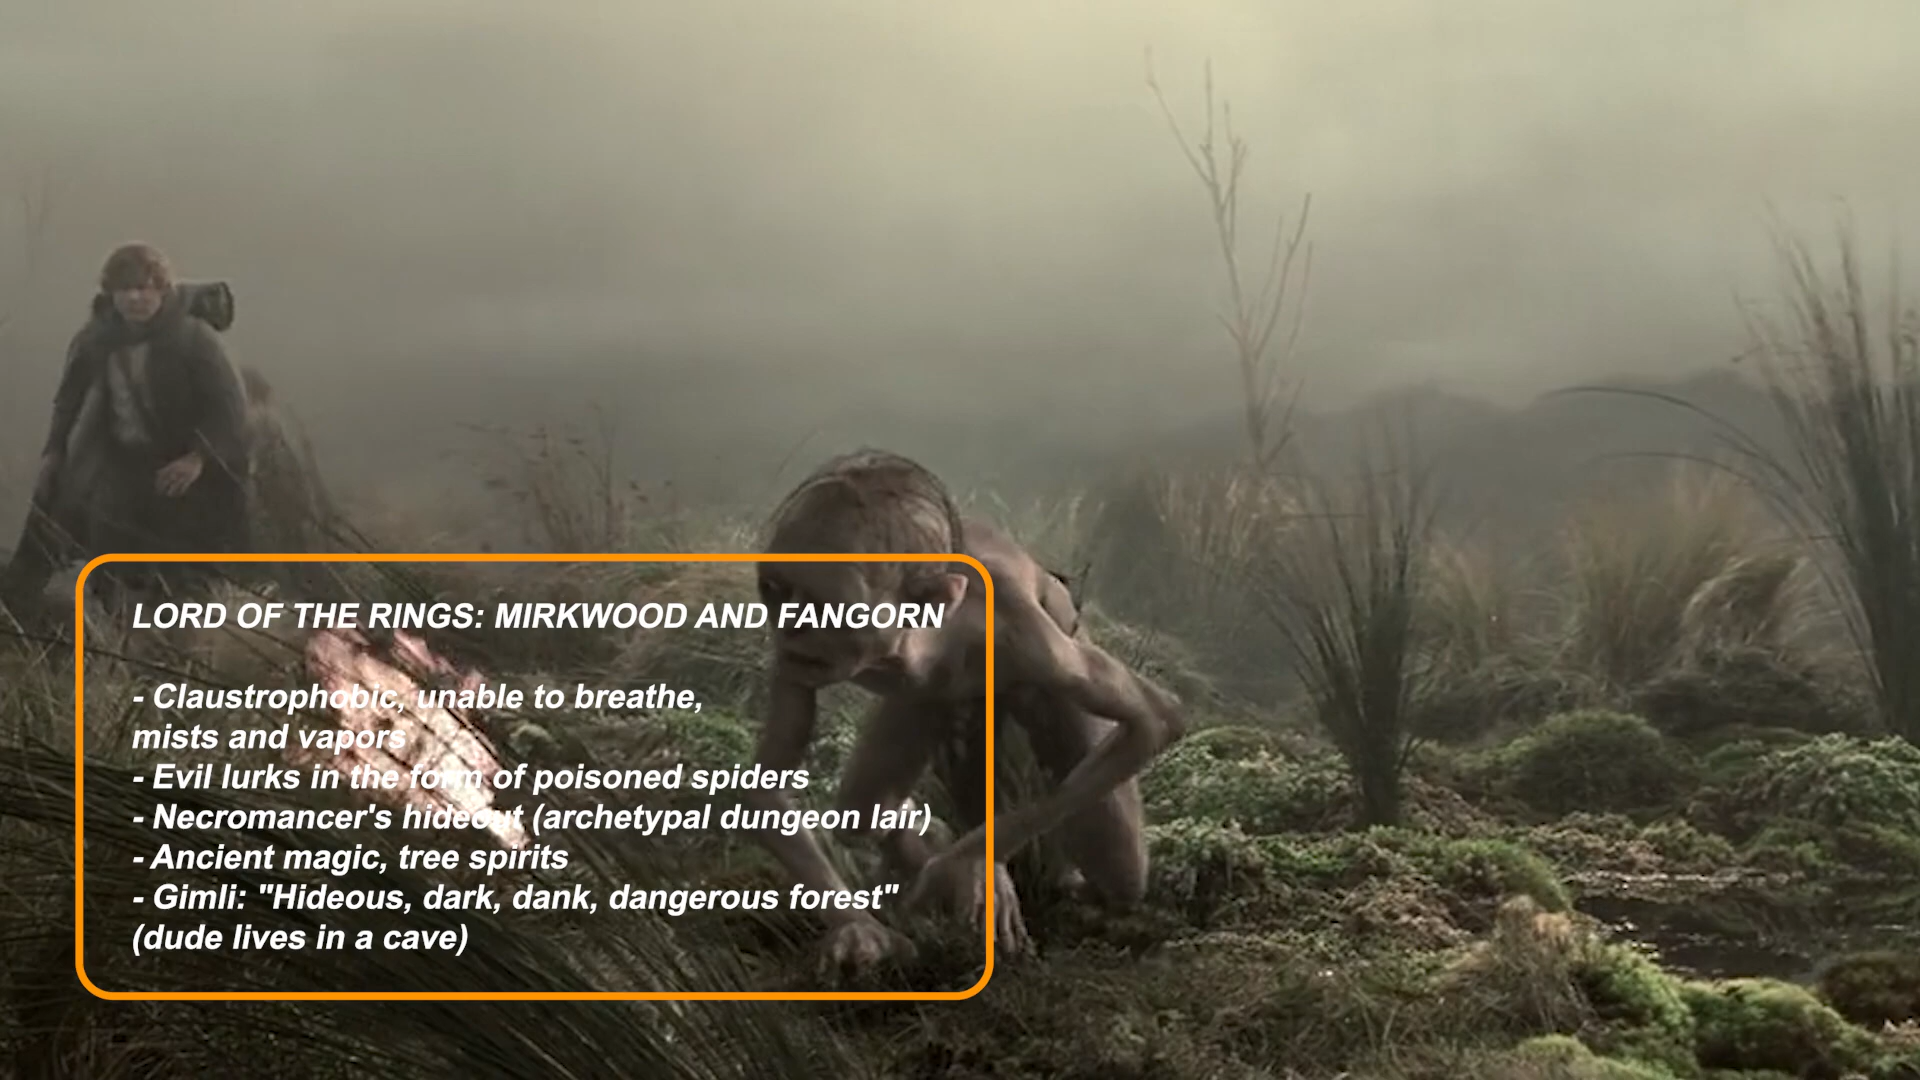 LORD OF THE RINGS: MIRKWOOD AND FANGORN
- Claustrophobic, unable to breathe,
mists and vapors
- Evil lurks in the form of poisoned spiders
- Necromancer's hideout (archetypal dungeon lair)
- Ancient magic, tree spirits
- Gimli: "Hideous, dark, dank, dangerous forest"
(dude lives in a cave)